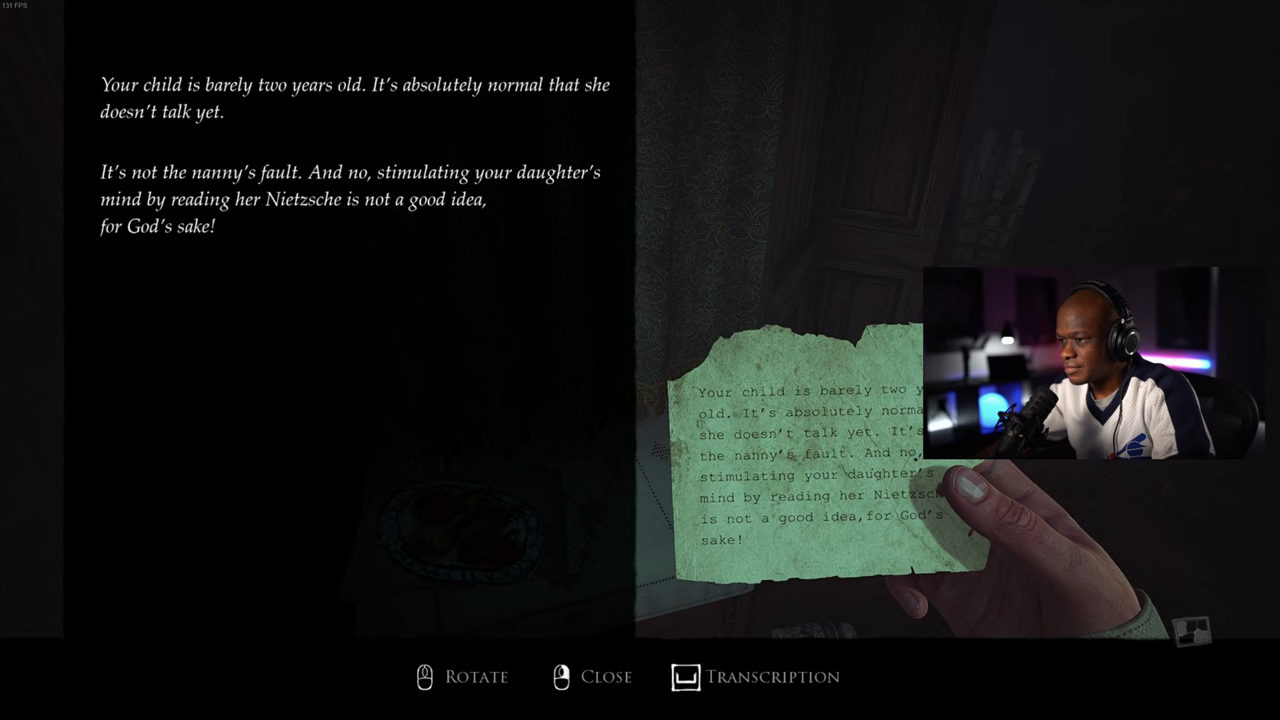 131 FPS
Your child is barely two years old. It's absolutely normal that she
doesn't talk yet.
It's not the nanny's fault. And no, stimulating your daughter's
mind by reading her Nietzsche is not a good idea,
for God's sake!
Your child is barely two y
old. It's absolutely norma
she doesn't talk yet. It's
the nanny's fault. And no,
stimulating your daughter's
mind by reading her Nietzsch
is not a good idea,for God's
sake!
ROTATE
CLOSE
TRANSCRIPTION